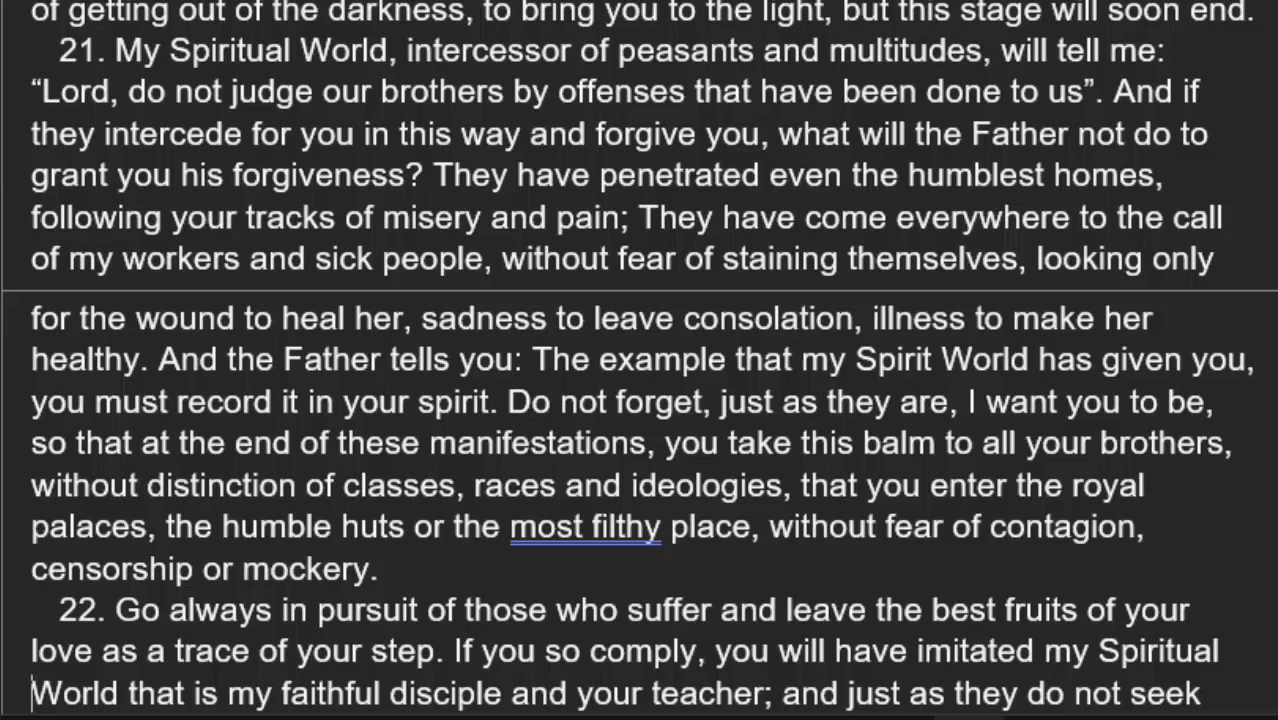 of getting out of the darkness, to bring you to the light, but this stage will soon end.
21. My Spiritual World, intercessor of peasants and multitudes, will tell me:
“Lord, do not judge our brothers by offenses that have been done to us”. And if
they intercede for you in this way and forgive you, what will the Father not do to
grant you his forgiveness? They have penetrated even the humblest homes,
following your tracks of misery and pain; They have come everywhere to the call
of my workers and sick people, without fear of staining themselves, looking only
for the wound to heal her, sadness to leave consolation, illness to make her
healthy. And the Father tells you: The example that my Spirit World has given you,
you must record it in your spirit. Do not forget, just as they are, I want you to be,
so that at the end of these manifestations, you take this balm to all your brothers,
without distinction of classes, races and ideologies, that you enter the royal
palaces, the humble huts or the most filthy place, without fear of contagion,
censorship or mockery.
22. Go always in pursuit of those who suffer and leave the best fruits of your
love as a trace of your step. If you so comply, you will have imitated my Spiritual
World that is my faithful disciple and your teacher; and just as they do not seek